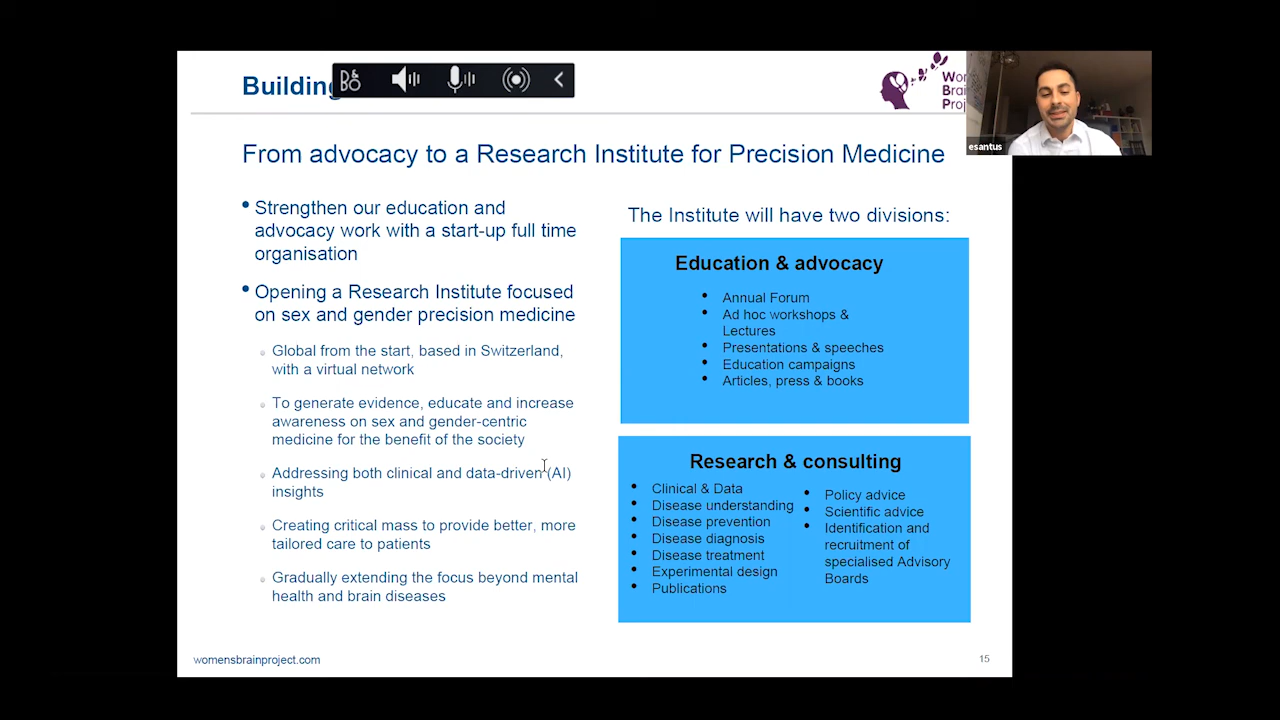 Building
B&O
Wo
Brain
Proj
esantus
From advocacy to a Research Institute for Precision Medicine
• Strengthen our education and
advocacy work with a start-up full time
organisation
• Opening a Research Institute focused
on sex and gender precision medicine
Global from the start, based in Switzerland,
with a virtual network
To generate evidence, educate and increase
awareness on sex and gender-centric
medicine for the benefit of the society
Addressing both clinical and data-driven (AI)
insights
Creating critical mass to provide better, more
tailored care to patients
Gradually extending the focus beyond mental
health and brain diseases
The Institute will have two divisions:
Education & advocacy
• Annual Forum
• Ad hoc workshops &
Lectures
• Presentations & speeches
• Education campaigns
• Articles, press & books
Research & consulting
• Clinical & Data
• Disease understanding
• Disease prevention
• Disease diagnosis
• Disease treatment
• Experimental design
• Publications
• Policy advice
• Scientific advice
• Identification and
recruitment of
specialised Advisory
Boards
womensbrainproject.com
15